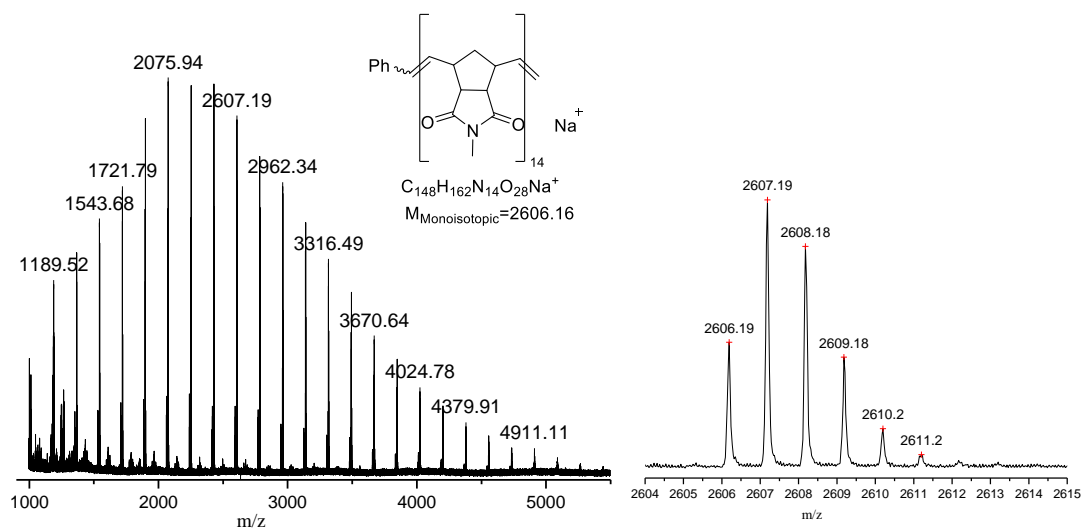 2075.94
2607.19
2962.34
1721.79
1543.68
3316.49
1189.52
3670.64
4024.78
4379.91
4911.11
1000 2000 3000 4000 5000
m/z
Ph
O
N
O
14
Na+
C148H162N14O28Na+
MMonoisotopic=2606.16
2607.19
2608.18
2606.19
2609.18
2610.2
2611.2
2604 2605 2606 2607 2608 2609 2610 2611 2612 2613 2614 2615
m/z